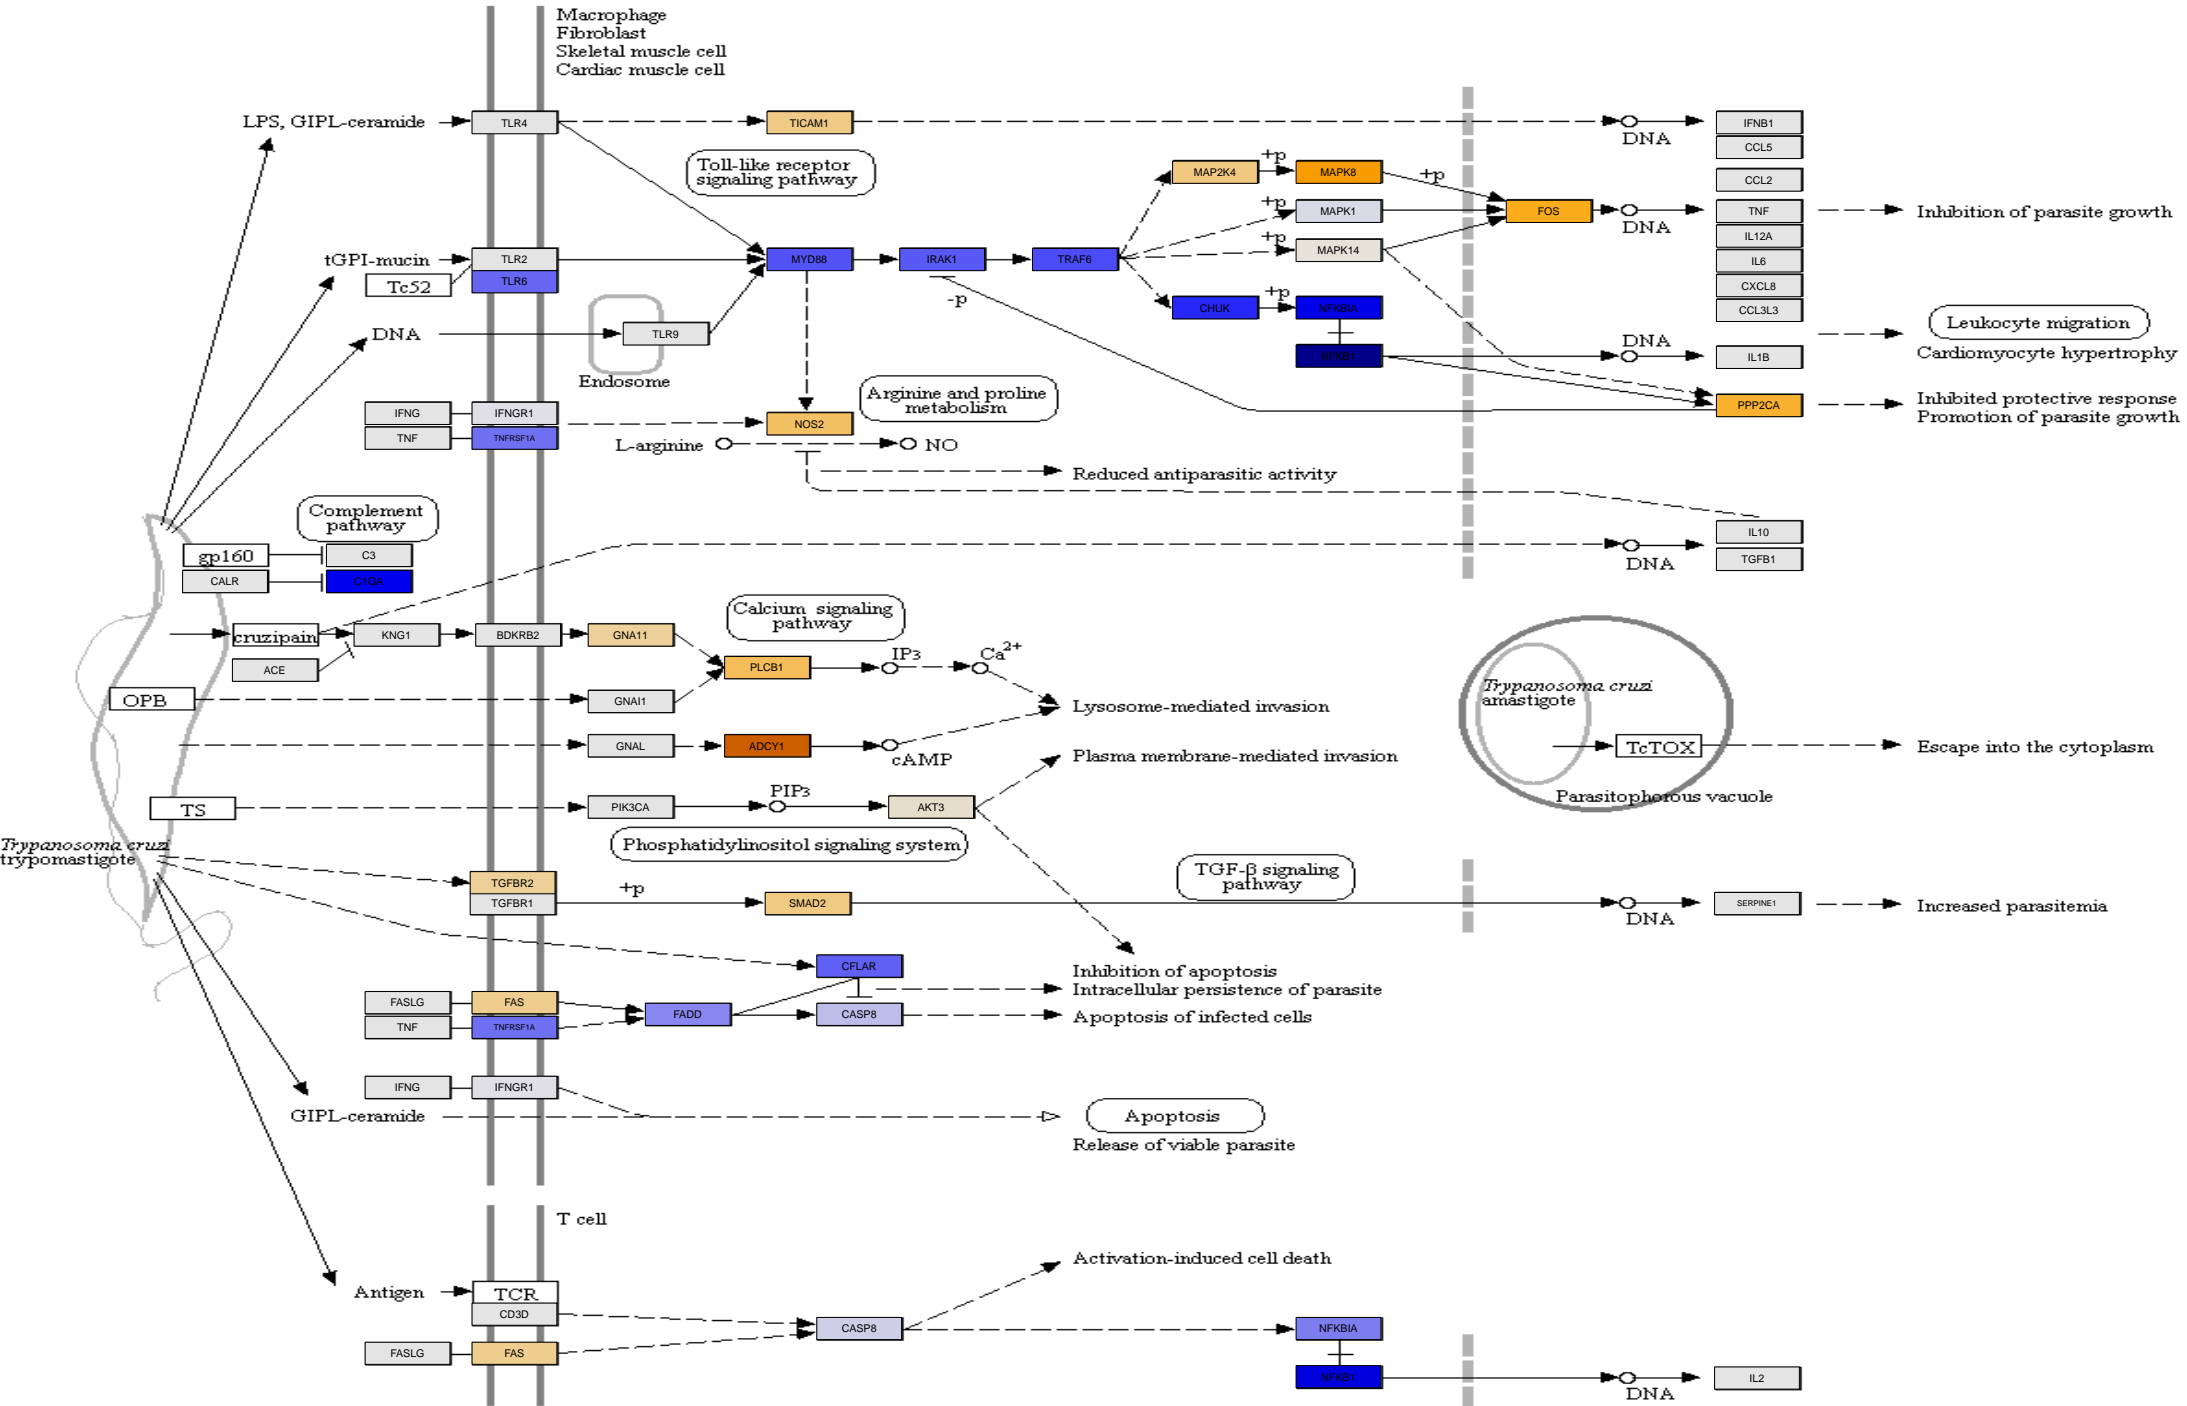 Macrophage
Fibroblast
Skeletal muscle cell
Cardiac muscle cell
LPS, GIPL-ceramide
TLR4
TICAM1
DNA
IFNB1
CCL5
Toll-like receptor
signaling pathway
MAP2K4
+p
MAPK8
+p
CCL2
+p
MAPK1
FOS
DNA
TNF
Inhibition of parasite growth
+p
MAPK14
IL12A
tGPI-mucin
TLR2
MYD88
IRAK1
TRAF6
IL6
Tc52
TLR6
CXCL8
-p
CHUK
+p
NFKBIA
CCL3L3
DNA
TLR9
Endosome
NFKB1
DNA
IL1B
Leukocyte migration
Cardiomyocyte hypertrophy
Arginine and proline
metabolism
PPP2CA
Inhibited protective response
Promotion of parasite growth
IFNG
IFNGR1
TNF
TNFRSF1A
NOS2
L-arginine
NO
Reduced antiparasitic activity
Complement
pathway
gp160
C3
CALR
C1QA
IL10
TGFB1
DNA
Calcium signaling
pathway
cruzipain
KNG1
BDKRB2
GNA11
ACE
PLCB1
IP3
Ca2+
OPB
GNAI1
Lysosome-mediated invasion
Trypanosoma cruzi
amastigote
GNAL
ADCY1
cAMP
Plasma membrane-mediated invasion
TcTOX
Escape into the cytoplasm
Parasitophorous vacuole
TS
PIK3CA
PIP3
AKT3
Phosphatidylinositol signaling system
Trypanosoma cruzi
trypomastigote
TGF-β signaling
pathway
TGFBR2
TGFBR1
+p
SMAD2
DNA
SERPINE1
Increased parasitemia
CFLAR
Inhibition of apoptosis
Intracellular persistence of parasite
FASLG
FAS
TNF
TNFRSF1A
FADD
CASP8
Apoptosis of infected cells
IFNG
IFNGR1
GIPL-ceramide
Apoptosis
Release of viable parasite
T cell
Activation-induced cell death
Antigen
TCR
CD3D
CASP8
NFKBIA
FASLG
FAS
NFKB1
DNA
IL2